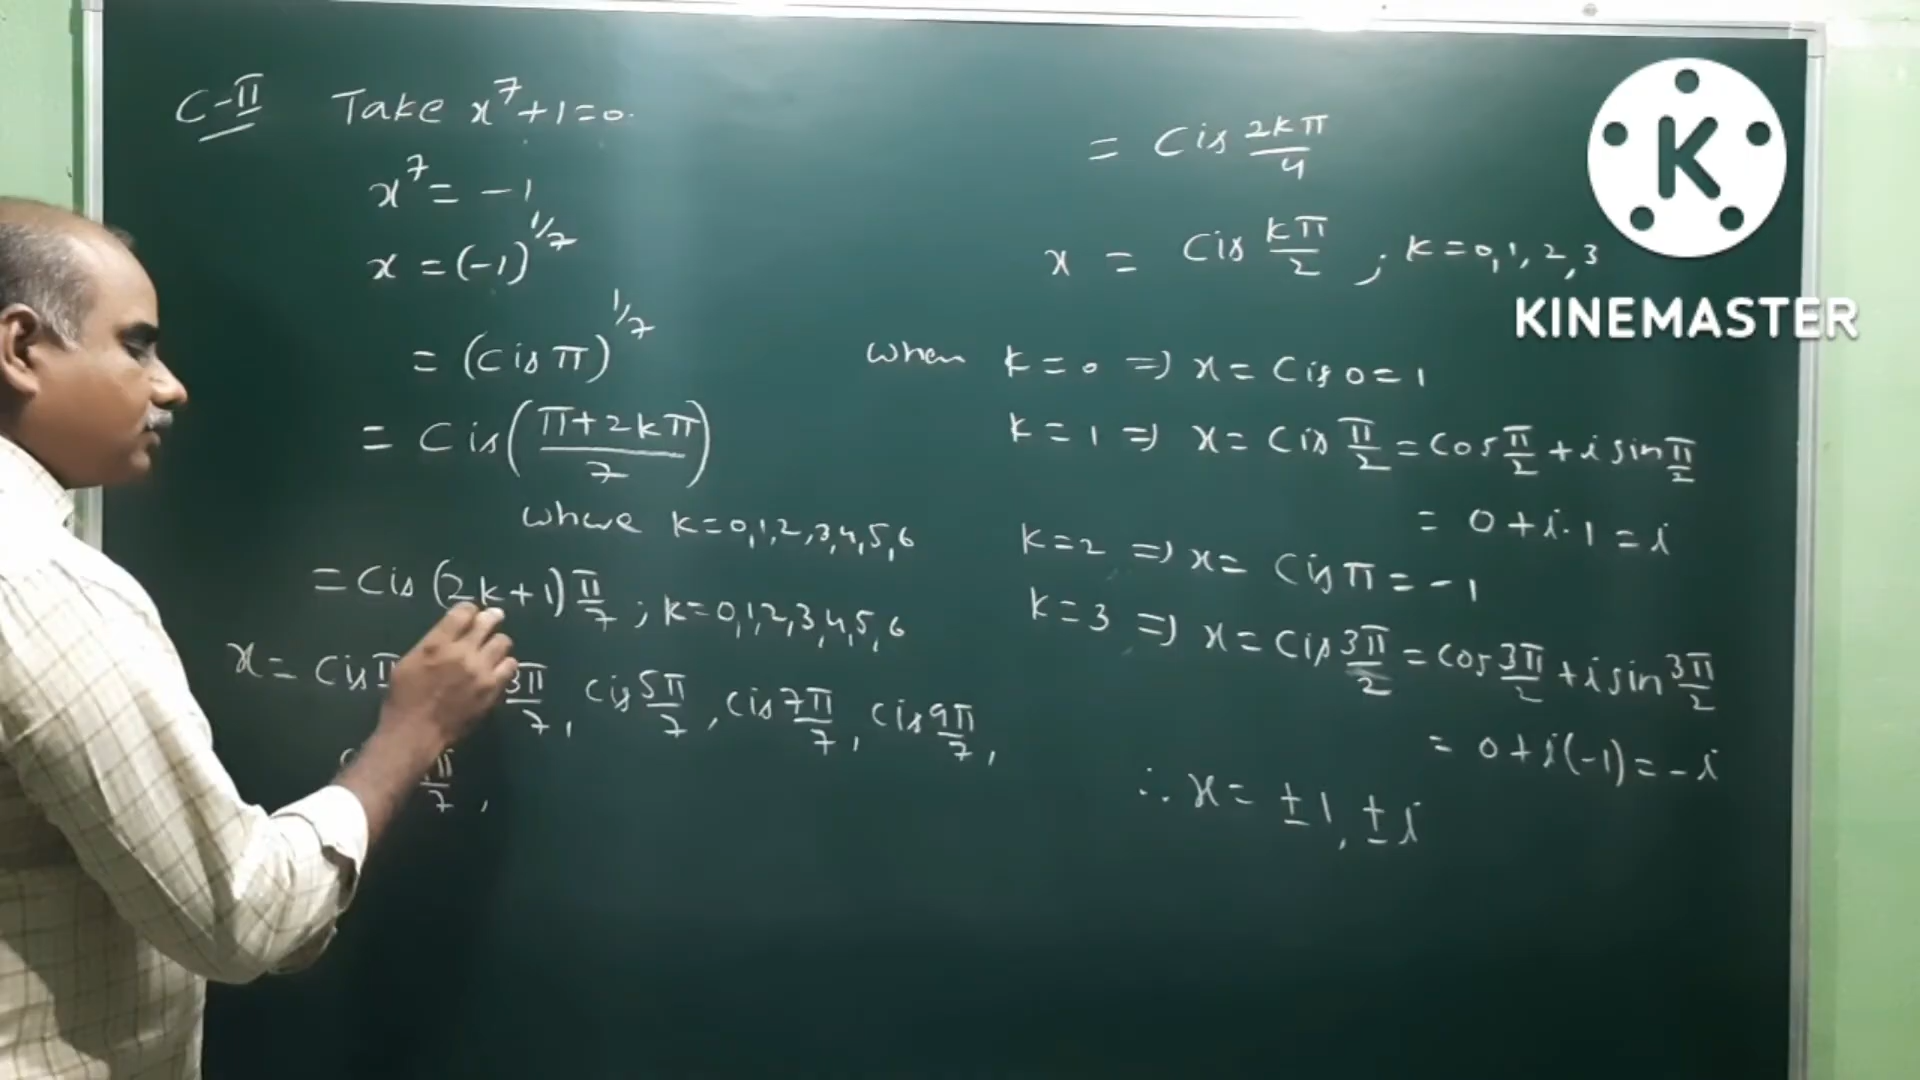 C-II Take x⁷+1=0.
x⁷ = -1
x = (-1)^1/7
= (Cis π)^1/7
= Cis((π+2kπ)/7)
where k=0,1,2,3,4,5,6
= Cis (2k+1) π/7 ; k=0,1,2,3,4,5,6
x = Cis π 3π/7, Cis 5π/7, Cis 7π/7, Cis 9π/7,
π/7,
= Cis 2kπ/4
x = Cis kπ/2 ; k=0,1,2,3
when k=0 => x = Cis 0 = 1
k=1 => x = Cis π/2 = Cos π/2 + i sin π/2
= 0+i.1 = i
k=2 => x = Cis π = -1
k=3 => x = Cis 3π/2 = Cos 3π/2 + i sin 3π/2
= 0+i(-1) = -i
∴ x = ±1, ±i
K
KINEMASTER